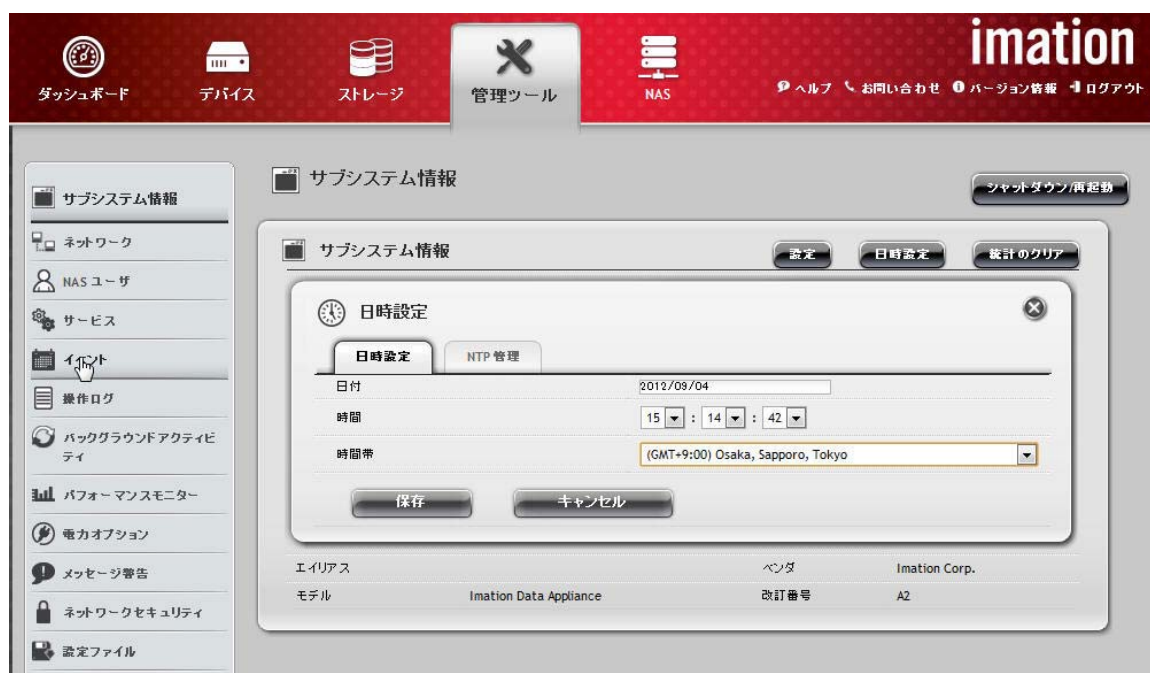 imation
ダッシュボード
デバイス
ストレージ
管理ツール
NAS
ヘルプ お問い合わせ バージョン情報 ログアウト
サブシステム情報
ネットワーク
NAS ユーザ
サービス
イベント
操作ログ
バックグラウンドアクティビ
ティ
パフォーマンスモニター
電力オプション
メッセージ警告
ネットワークセキュリティ
設定ファイル
サブシステム情報
シャットダウン/再起動
サブシステム情報
設定
日時設定
統計のクリア
日時設定
日時設定
NTP 管理
日付 2012/09/04
時間 15 : 14 : 42
時間帯 (GMT+9:00) Osaka, Sapporo, Tokyo
保存
キャンセル
エイリアス ベンダ Imation Corp.
モデル Imation Data Appliance 改訂番号 A2